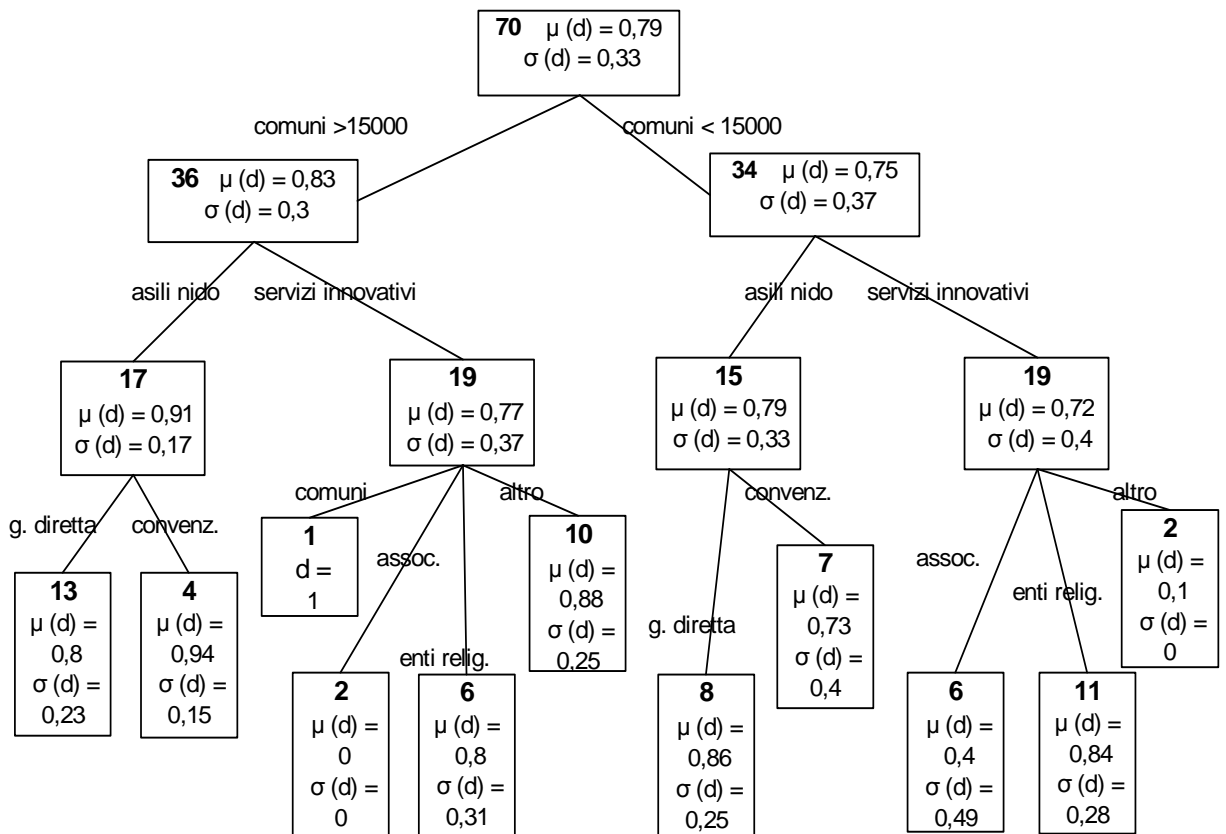 70 μ (d) = 0,79
σ (d) = 0,33
comuni >15000
comuni < 15000
36 μ (d) = 0,83
σ (d) = 0,3
34 μ (d) = 0,75
σ (d) = 0,37
asili nido
servizi innovativi
asili nido
servizi innovativi
17
μ (d) = 0,91
σ (d) = 0,17
19
μ (d) = 0,77
σ (d) = 0,37
15
μ (d) = 0,79
σ (d) = 0,33
19
μ (d) = 0,72
σ (d) = 0,4
g. diretta
convenz.
comuni
assoc.
enti relig.
altro
g. diretta
convenz.
assoc.
enti relig.
altro
13
μ (d) =
0,8
σ (d) =
0,23
4
μ (d) =
0,94
σ (d) =
0,15
1
d =
1
2
μ (d) =
0
σ (d) =
0
6
μ (d) =
0,8
σ (d) =
0,31
10
μ (d) =
0,88
σ (d) =
0,25
8
μ (d) =
0,86
σ (d) =
0,25
7
μ (d) =
0,73
σ (d) =
0,4
6
μ (d) =
0,4
σ (d) =
0,49
11
μ (d) =
0,84
σ (d) =
0,28
2
μ (d) =
0,1
σ (d) =
0